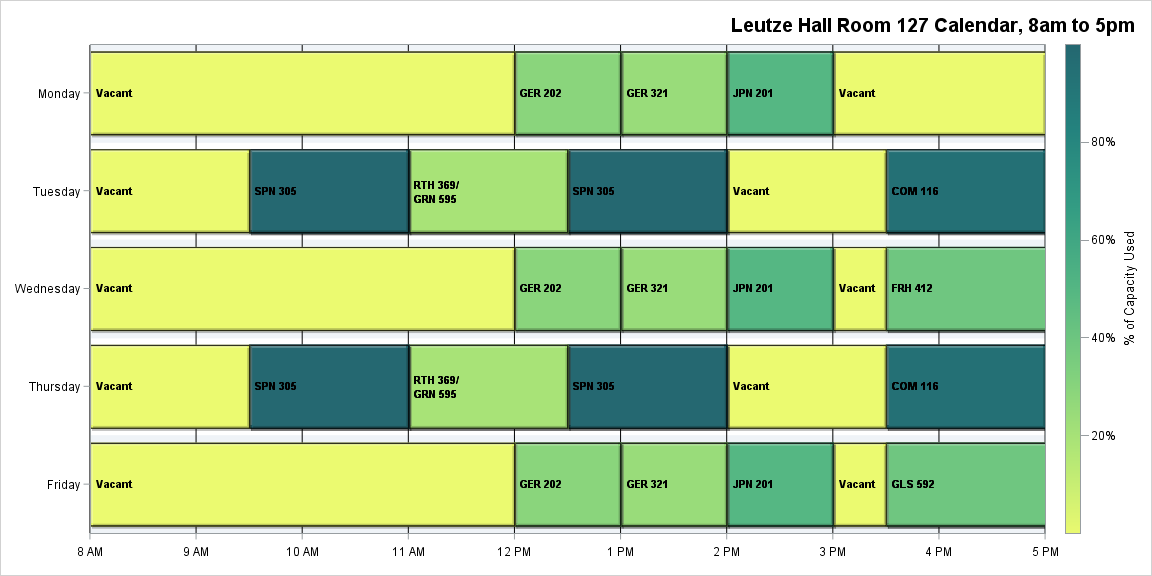 Leutze Hall Room 127 Calendar, 8am to 5pm
Monday
Vacant
GER 202
GER 321
JPN 201
Vacant
Tuesday
Vacant
SPN 305
RTH 369/
GRN 595
SPN 305
Vacant
COM 116
Wednesday
Vacant
GER 202
GER 321
JPN 201
Vacant
FRH 412
Thursday
Vacant
SPN 305
RTH 369/
GRN 595
SPN 305
Vacant
COM 116
Friday
Vacant
GER 202
GER 321
JPN 201
Vacant
GLS 592
8 AM
9 AM
10 AM
11 AM
12 PM
1 PM
2 PM
3 PM
4 PM
5 PM
80%
60%
40%
20%
% of Capacity Used